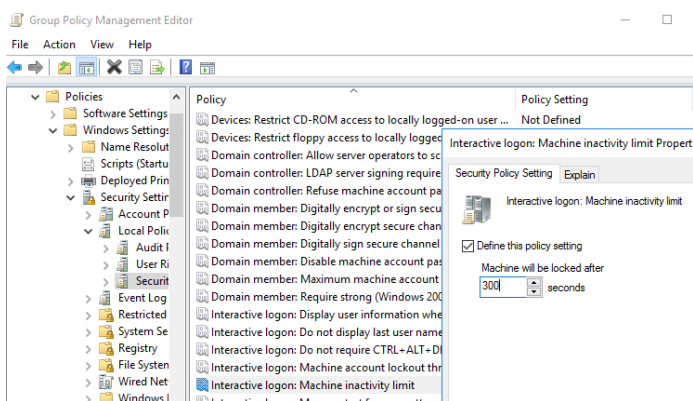 Group Policy Management Editor
File Action View Help
Policies
Software Settings
Windows Settings
Name Resolut
Scripts (Startu
Deployed Prin
Security Settin
Account P
Local Polic
Audit P
User Ri
Securit
Event Log
Restricted
System Se
Registry
File System
Wired Net
Windows
Policy Policy Setting
Devices: Restrict CD-ROM access to locally logged-on user ... Not Defined
Devices: Restrict floppy access to locally logged
Domain controller: Allow server operators to sc
Domain controller: LDAP server signing require
Domain controller: Refuse machine account pa
Domain member: Digitally encrypt or sign secu
Domain member: Digitally encrypt secure chan
Domain member: Digitally sign secure channel
Domain member: Disable machine account pas
Domain member: Maximum machine account
Domain member: Require strong (Windows 200
Interactive logon: Display user information whe
Interactive logon: Do not display last user name
Interactive logon: Do not require CTRL+ALT+DE
Interactive logon: Machine account lockout thr
Interactive logon: Machine inactivity limit
Interactive logon: Machine inactivity limit Propert
Security Policy Setting Explain
Interactive logon: Machine inactivity limit
Define this policy setting
Machine will be locked after
300 seconds